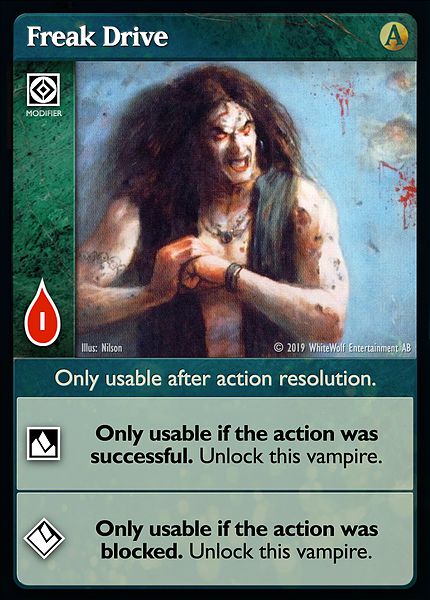 Freak Drive
A
MODIFIER
1
Illus: Nilson
© 2019 WhiteWolf Entertainment AB
Only usable after action resolution.
Only usable if the action was
successful. Unlock this vampire.
Only usable if the action was
blocked. Unlock this vampire.